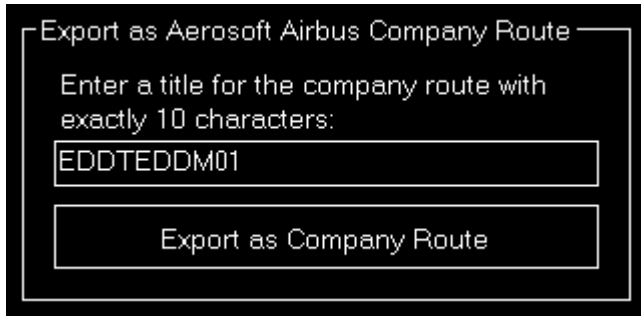 Export as Aerosoft Airbus Company Route
Enter a title for the company route with
exactly 10 characters:
EDDTEDDM01
Export as Company Route